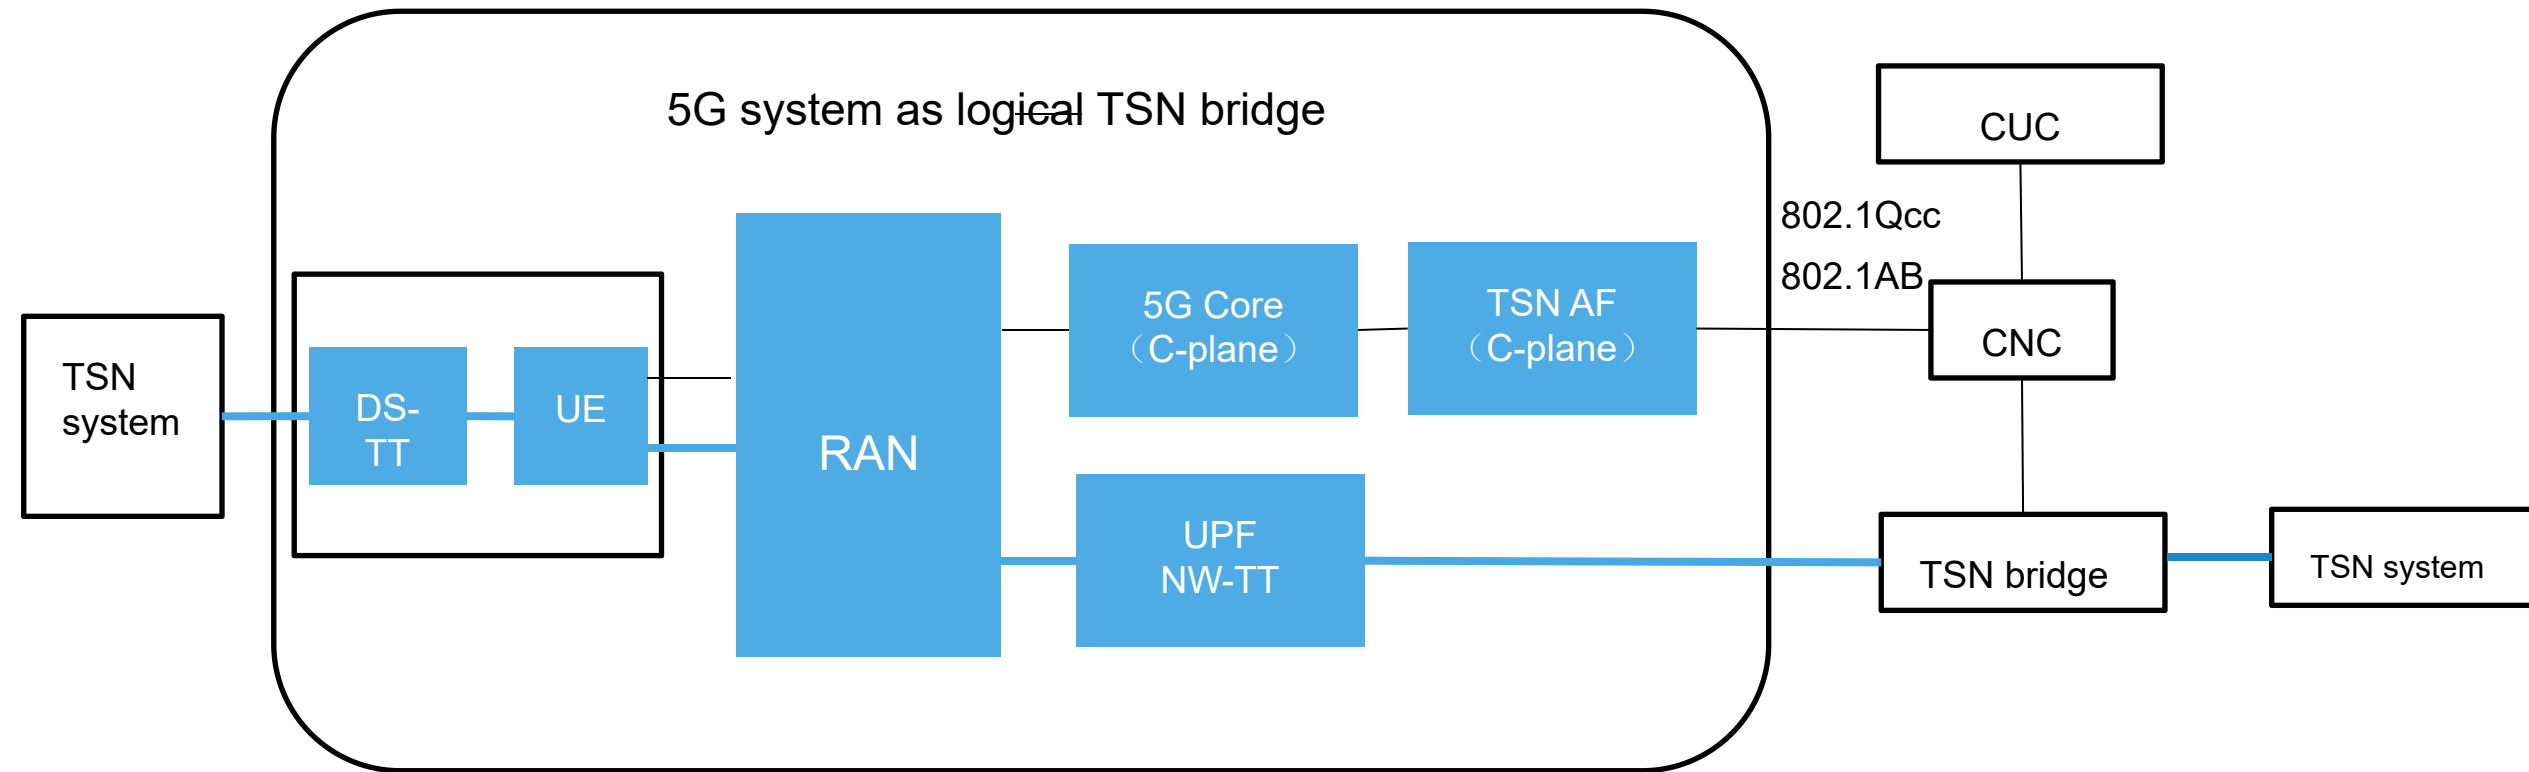 5G system as logical TSN bridge
CUC
802.1Qcc
802.1AB
5G Core
（C-plane）
TSN AF
（C-plane）
CNC
TSN
system
DS-
TT
UE
RAN
UPF
NW-TT
TSN bridge
TSN system